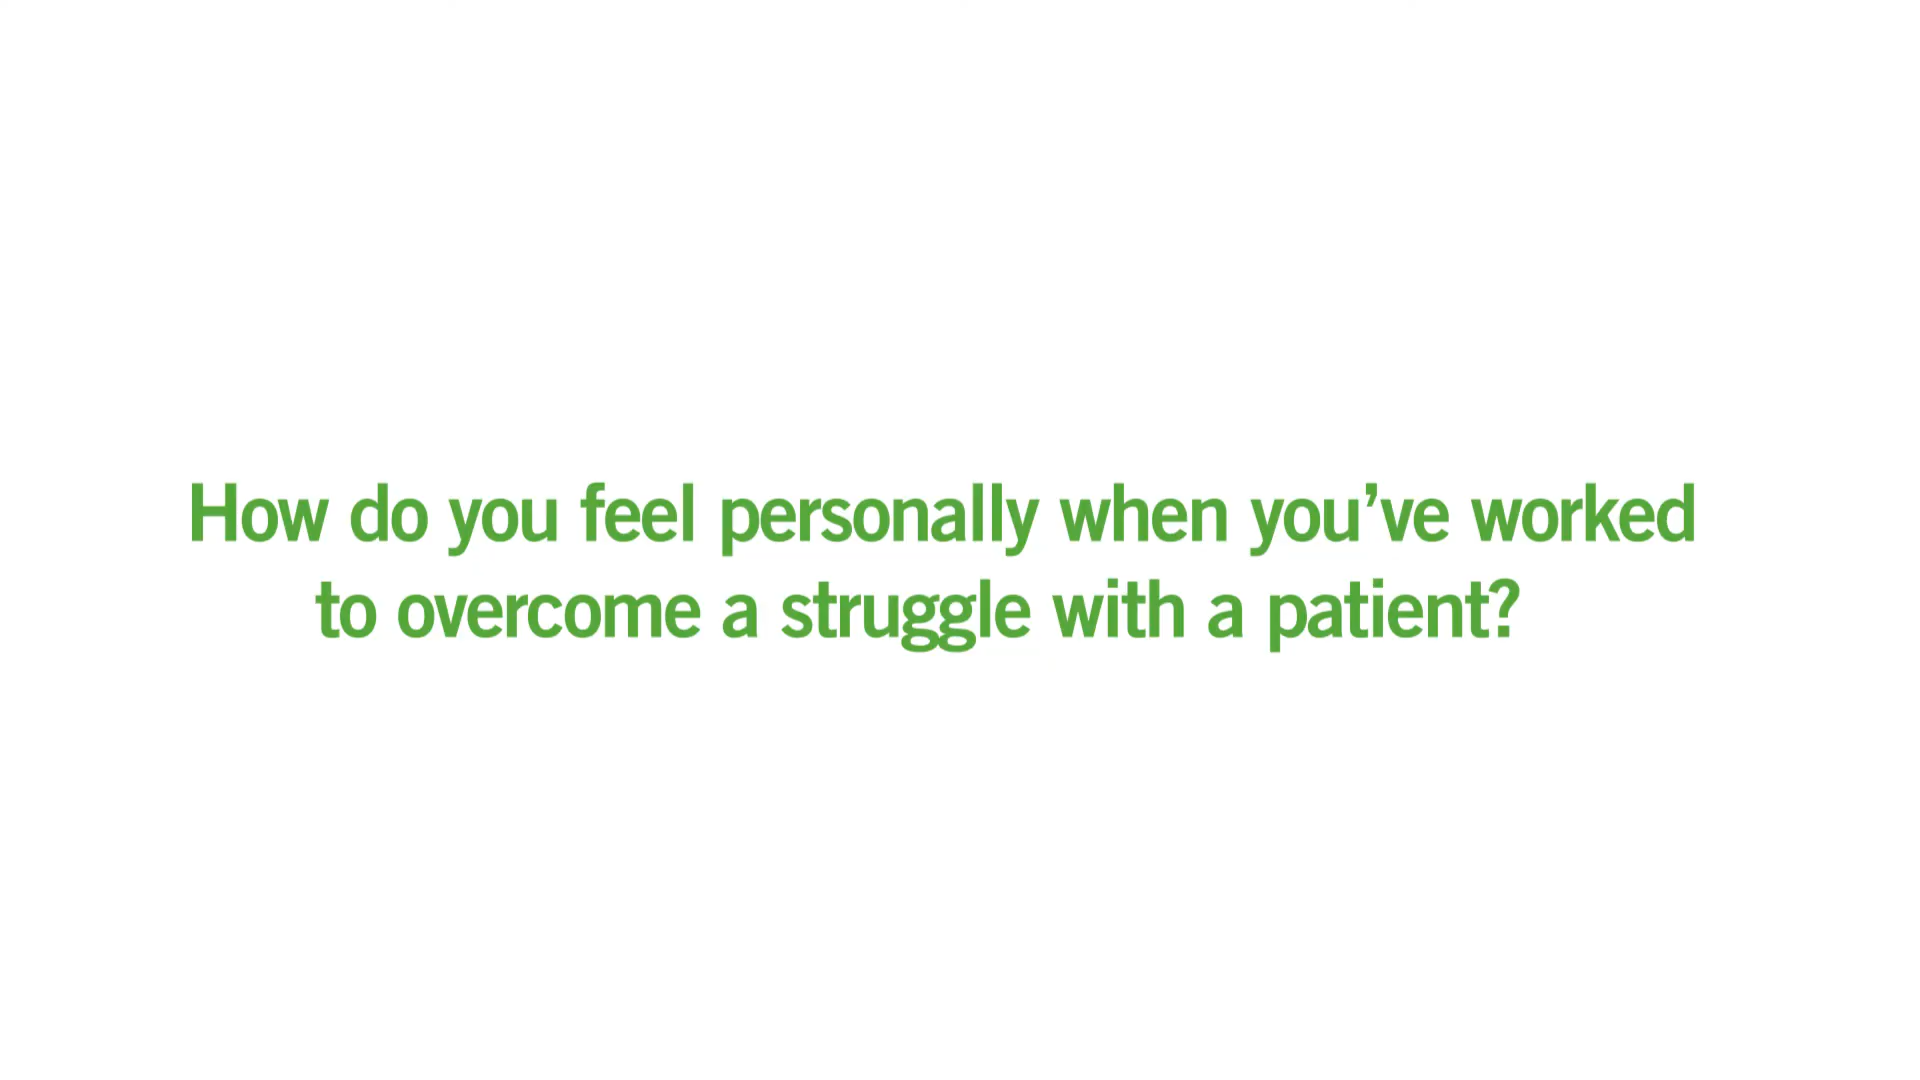 How do you feel personally when you’ve worked
to overcome a struggle with a patient?